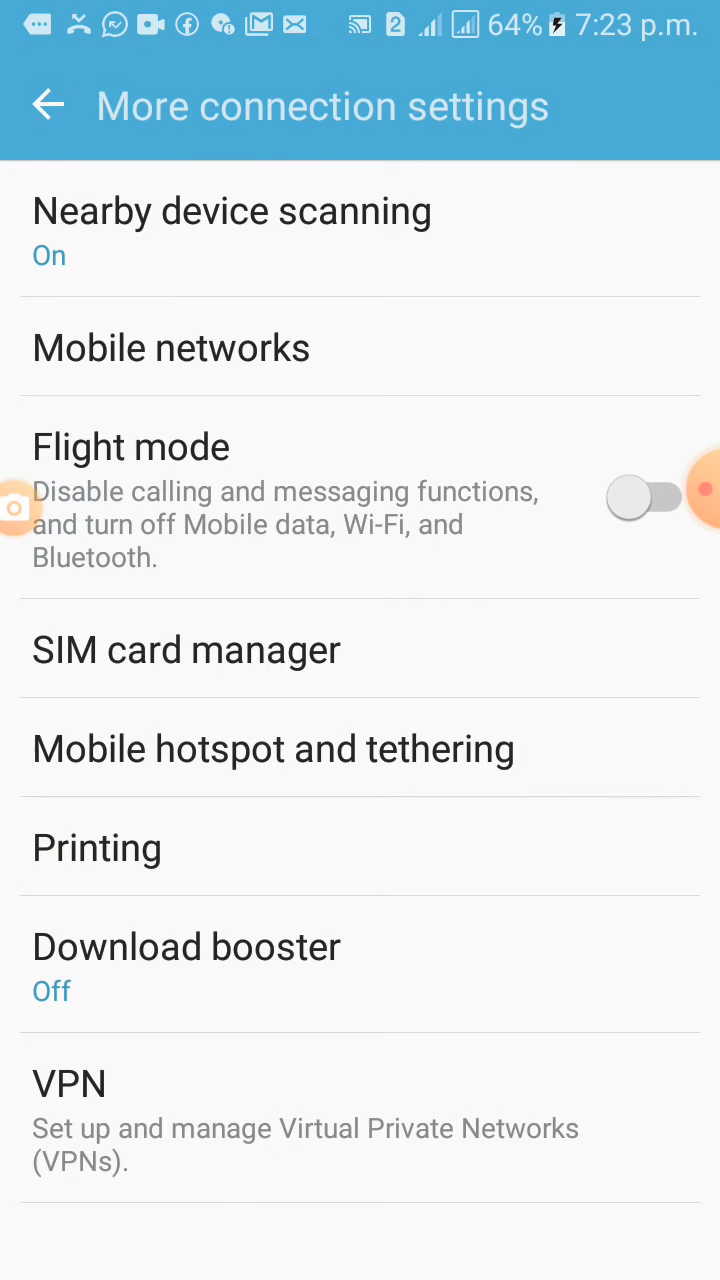 2 64% 7:23 p.m.
More connection settings
Nearby device scanning
On
Mobile networks
Flight mode
Disable calling and messaging functions,
and turn off Mobile data, Wi-Fi, and
Bluetooth.
SIM card manager
Mobile hotspot and tethering
Printing
Download booster
Off
VPN
Set up and manage Virtual Private Networks
(VPNs).